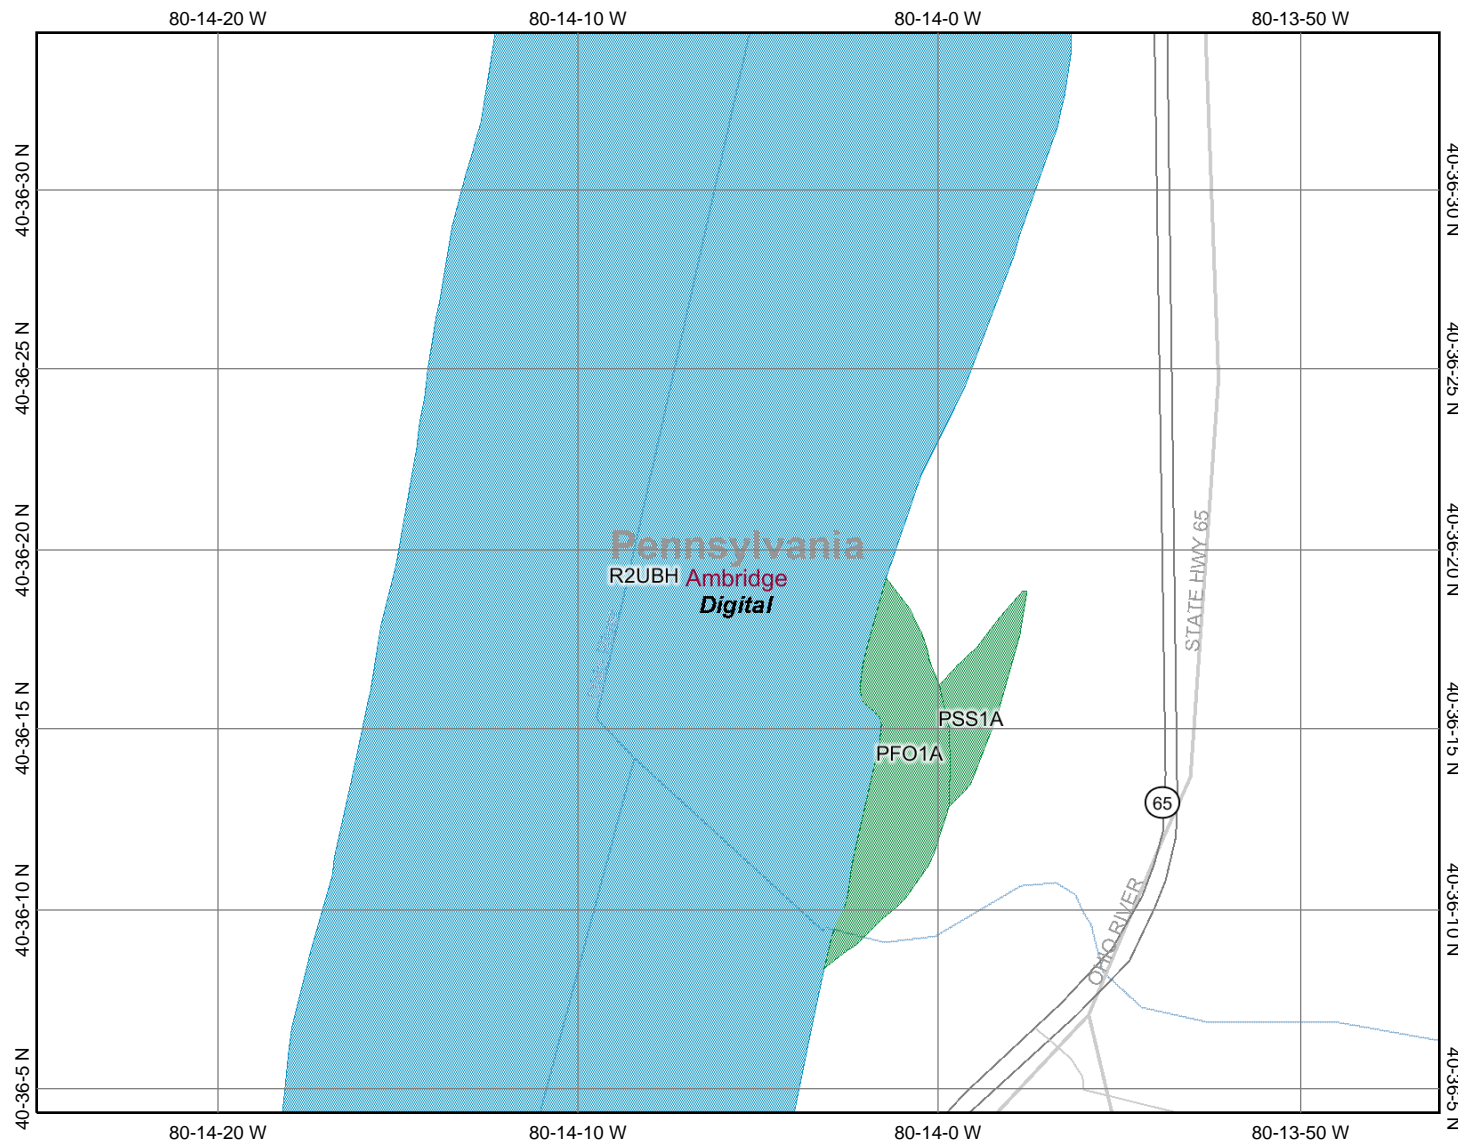 80-14-20 W 80-14-10 W 80-14-0 W 80-13-50 W
40-36-30 N 40-36-30 N
40-36-25 N 40-36-25 N
40-36-20 N 40-36-20 N
Pennsylvania
STATE HWY 65
R2UBH Ambridge
Digital
Ohio River
PSS1A
40-36-15 N 40-36-15 N
PFO1A
65
40-36-10 N 40-36-10 N
OHIO RIVER
40-36-5 N 40-36-5 N
80-14-20 W 80-14-10 W 80-14-0 W 80-13-50 W